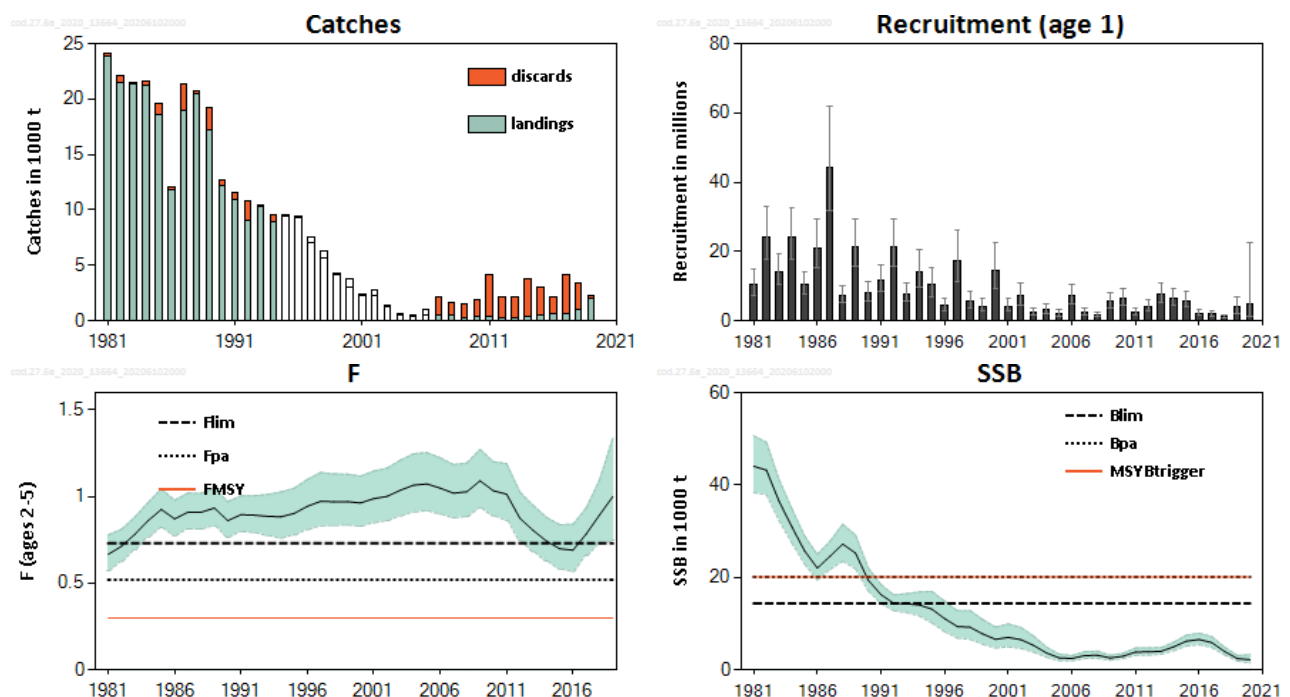 cod.27.6a_2020_13664_20206102000
Catches
25
20
15
10
5
0
Catches in 1000 t
discards
landings
1981
1991
2001
2011
2021
cod.27.6a_2020_13664_20206102000
Recruitment (age 1)
80
60
40
20
0
Recruitment in millions
1981
1986
1991
1996
2001
2006
2011
2016
2021
cod.27.6a_2020_13664_20206102000
F
1.5
1
0.5
0
F (ages 2-5)
Flim
Fpa
FMSY
1981
1986
1991
1996
2001
2006
2011
2016
cod.27.6a_2020_13664_20206102000
SSB
60
40
20
0
SSB in 1000 t
Blim
Bpa
MSYBtrigger
1981
1986
1991
1996
2001
2006
2011
2016
2021